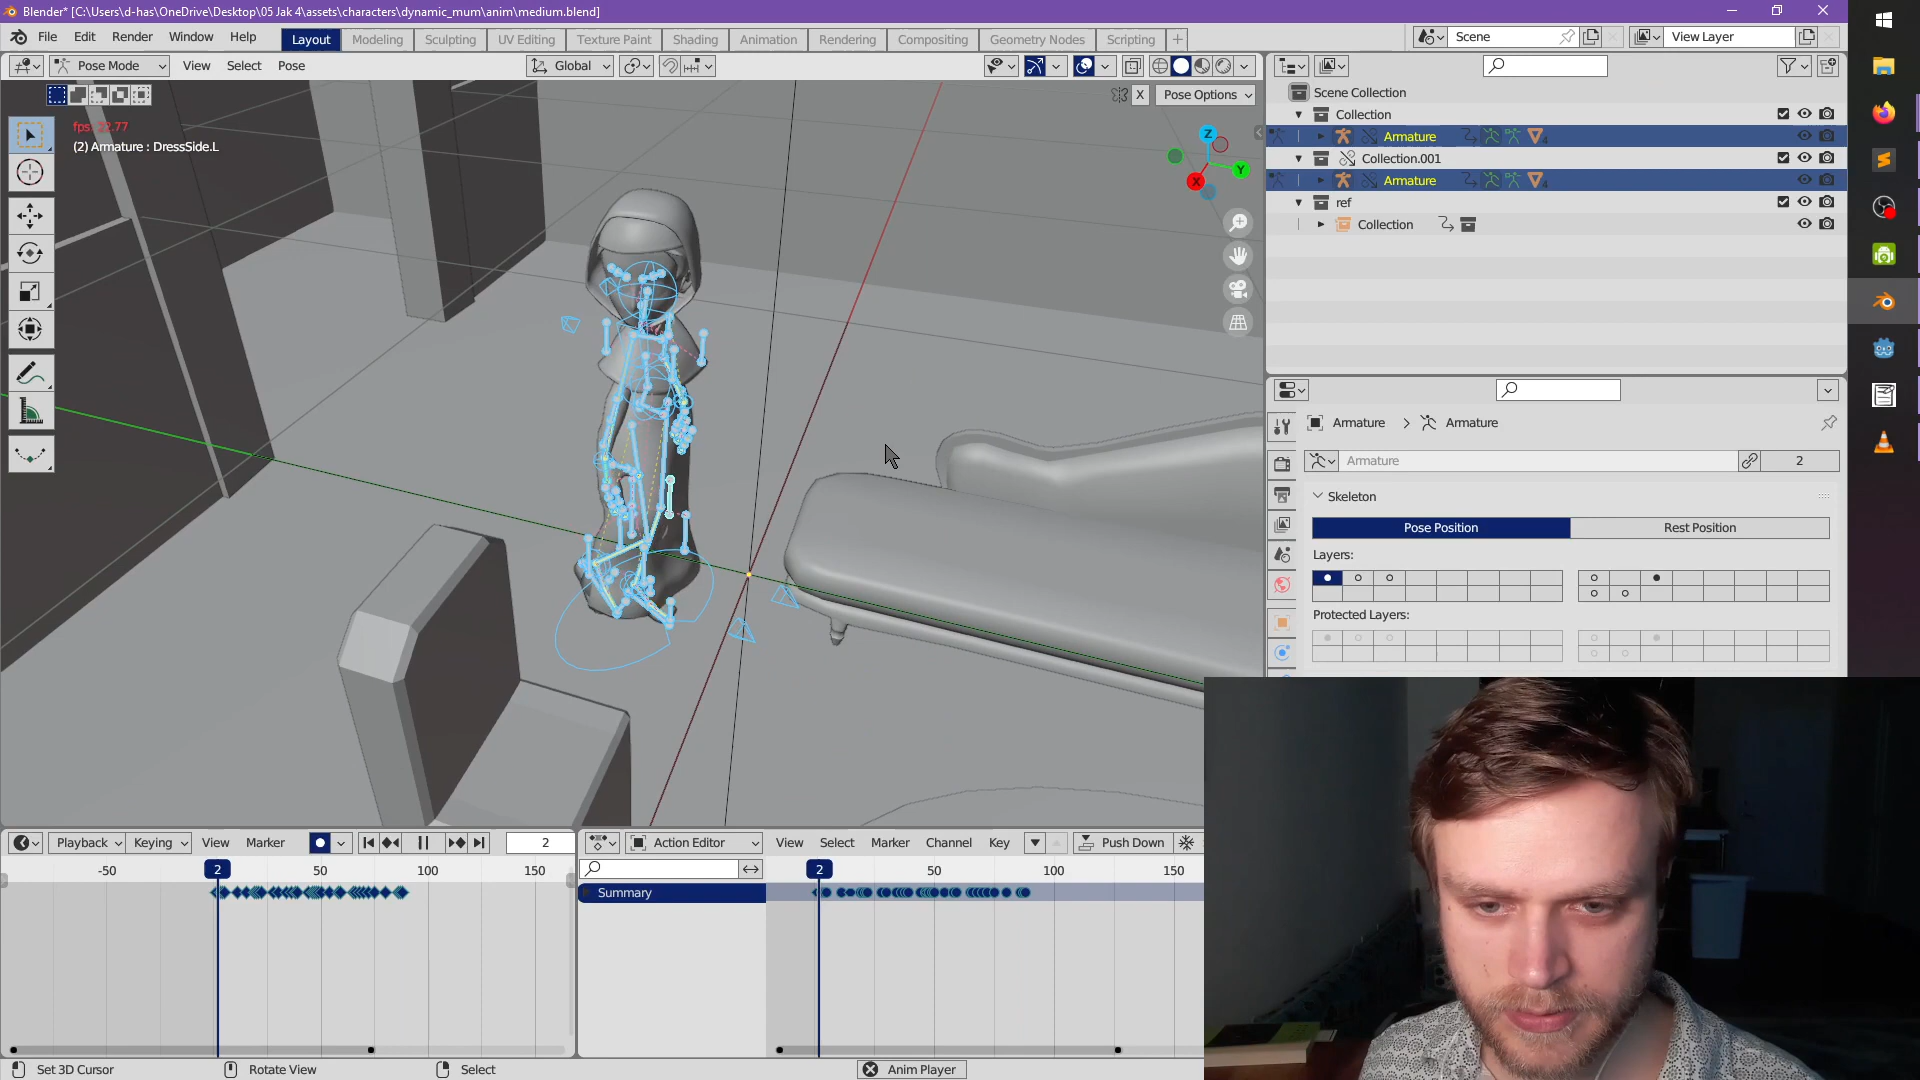 Blender* [C:\Users\d-has\OneDrive\Desktop\05 Jak 4\assets\characters\dynamic_mum\anim\medium.blend]
File Edit Render Window Help
Layout Modeling Sculpting UV Editing Texture Paint Shading Animation Rendering Compositing Geometry Nodes Scripting +
Scene
View Layer
Pose Mode View Select Pose
Global
X Pose Options
fps: 22.77
(2) Armature : DressSide.L
Z
Y
X
Scene Collection
Collection
Armature 4
Collection.001
Armature 4
ref
Collection
Armature > Armature
Armature 2
Skeleton
Pose Position Rest Position
Layers:
Protected Layers:
Playback Keying View Marker 2
Action Editor View Select Marker Channel Key Push Down
-50 2 50 100 150
2 50 100 150
Summary
Set 3D Cursor Rotate View Select Anim Player